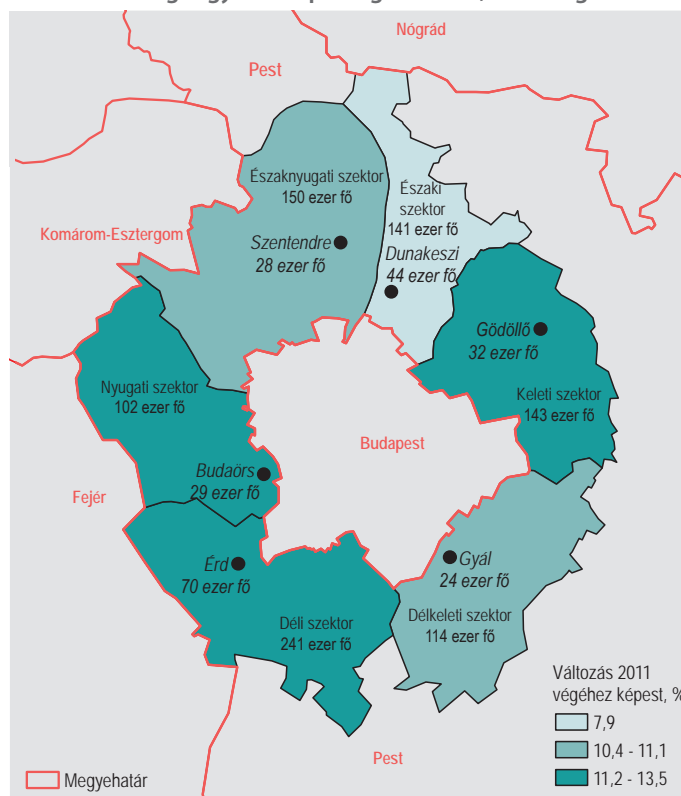 Nógrád
Pest
Északnyugati szektor
150 ezer fő
Északi
szektor
141 ezer fő
Komárom-Esztergom
Szentendre
28 ezer fő
Dunakeszi
44 ezer fő
Gödöllő
32 ezer fő
Nyugati szektor
102 ezer fő
Keleti szektor
143 ezer fő
Budapest
Budaörs
29 ezer fő
Fejér
Érd
70 ezer fő
Gyál
24 ezer fő
Déli szektor
241 ezer fő
Délkeleti szektor
114 ezer fő
Változás 2011
végéhez képest, %
7,9
10,4 - 11,1
11,2 - 13,5
Pest
Megyehatár